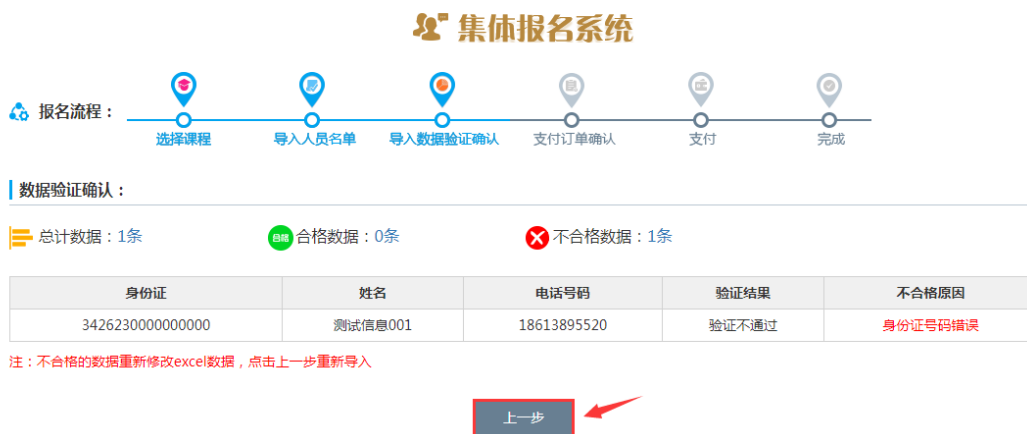 集体报名系统
报名流程：
选择课程 导入人员名单 导入数据验证确认 支付订单确认 支付 完成
数据验证确认：
总计数据：1条 合格 合格数据：0条 不合格数据：1条
身份证 姓名 电话号码 验证结果 不合格原因
3426230000000000 测试信息001 18613895520 验证不通过 身份证号码错误
注：不合格的数据重新修改excel数据，点击上一步重新导入
上一步